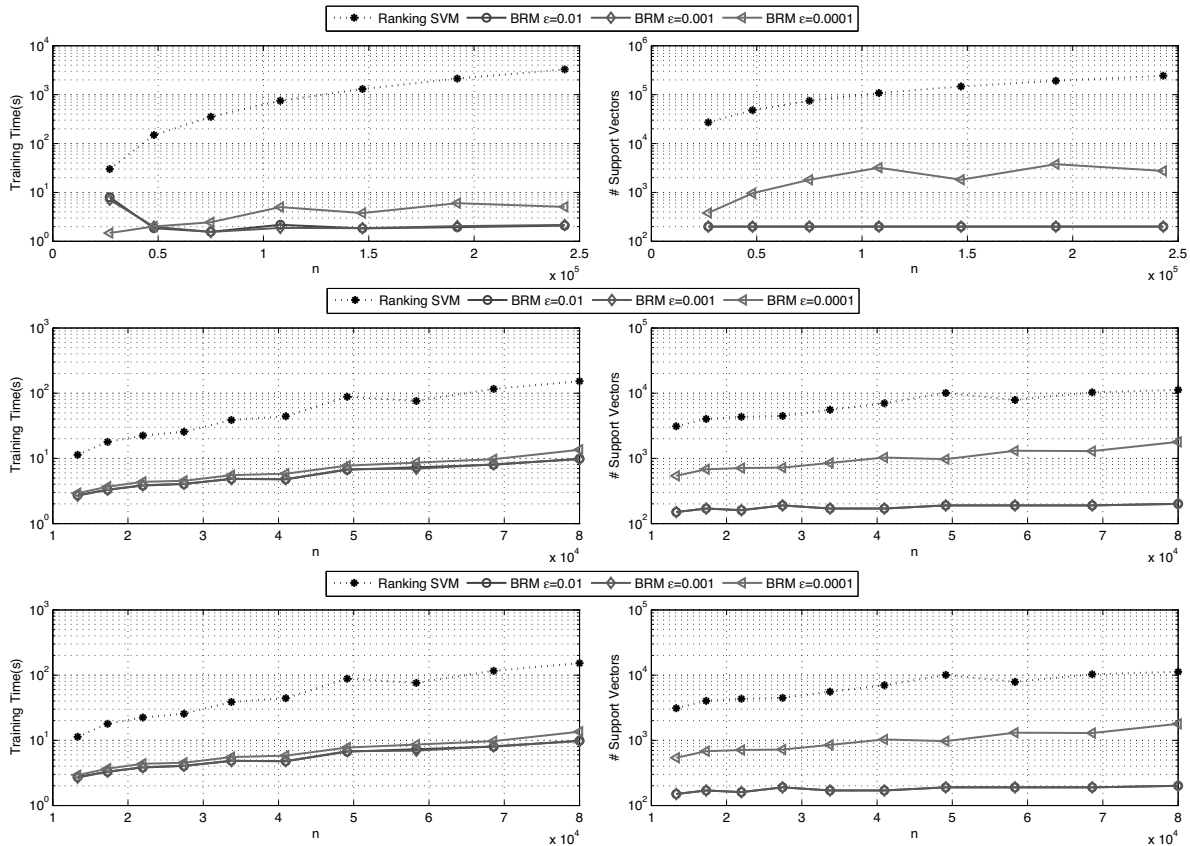 Ranking SVM BRM ε=0.01 BRM ε=0.001 BRM ε=0.0001
Training Time(s)
10^4
10^3
10^2
10^1
10^0
0 0.5 1 1.5 2 2.5
x 10^5
n
# Support Vectors
10^6
10^5
10^4
10^3
10^2
0 0.5 1 1.5 2 2.5
x 10^5
n
Ranking SVM BRM ε=0.01 BRM ε=0.001 BRM ε=0.0001
Training Time(s)
10^3
10^2
10^1
10^0
1 2 3 4 5 6 7 8
x 10^4
n
# Support Vectors
10^5
10^4
10^3
10^2
1 2 3 4 5 6 7 8
x 10^4
n
Ranking SVM BRM ε=0.01 BRM ε=0.001 BRM ε=0.0001
Training Time(s)
10^3
10^2
10^1
10^0
1 2 3 4 5 6 7 8
x 10^4
n
# Support Vectors
10^5
10^4
10^3
10^2
1 2 3 4 5 6 7 8
x 10^4
n